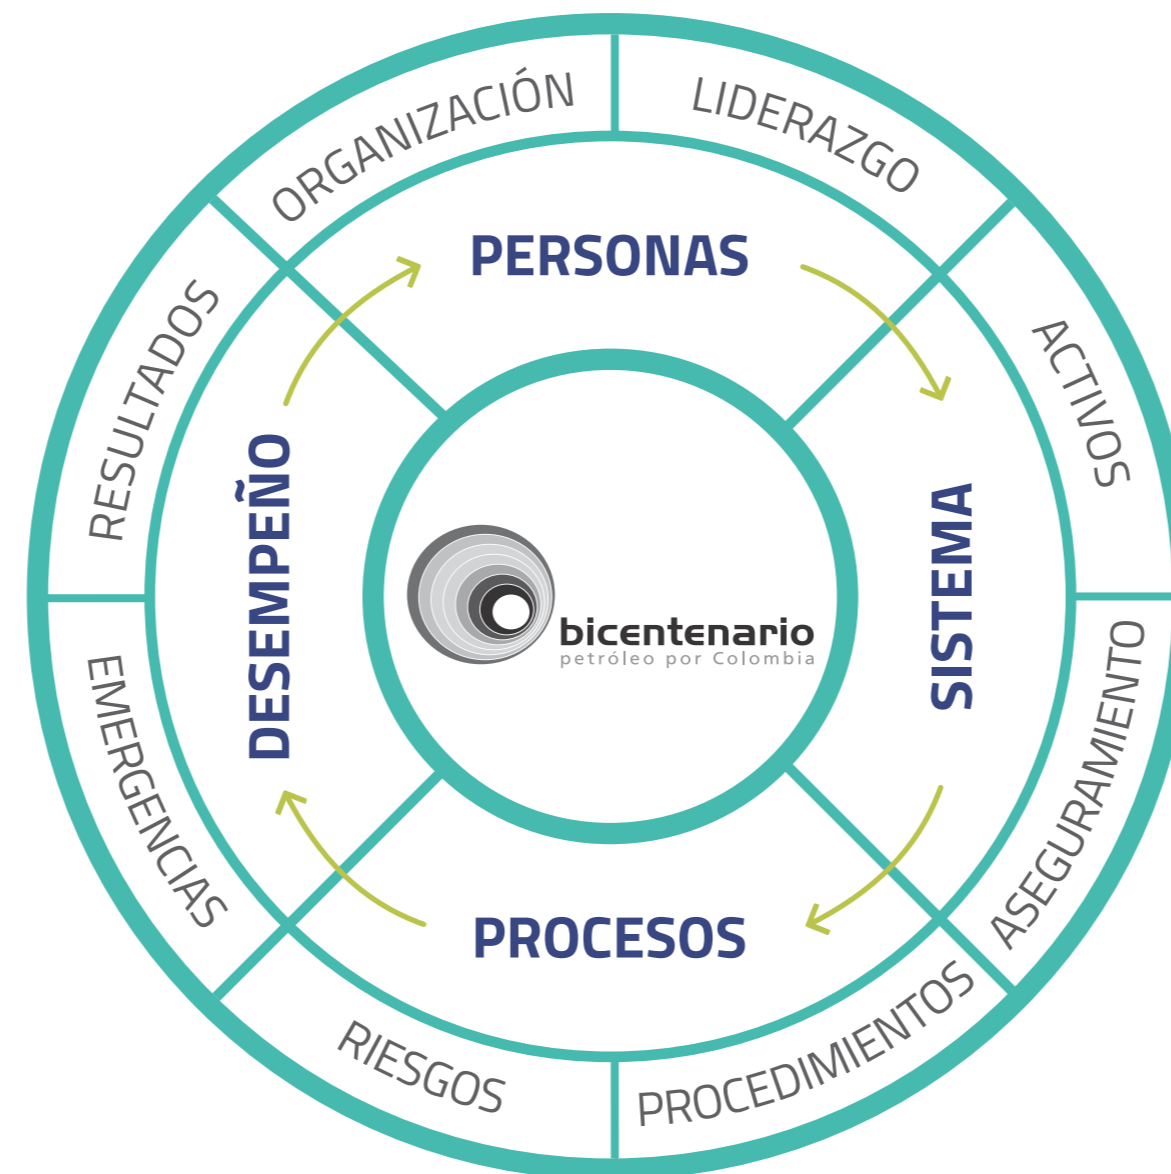 ORGANIZACIÓN
LIDERAZGO
ACTIVOS
ASEGURAMIENTO
PROCEDIMIENTOS
RIESGOS
EMERGENCIAS
RESULTADOS
PERSONAS
SISTEMA
PROCESOS
DESEMPEÑO
bicentenario
petróleo por Colombia